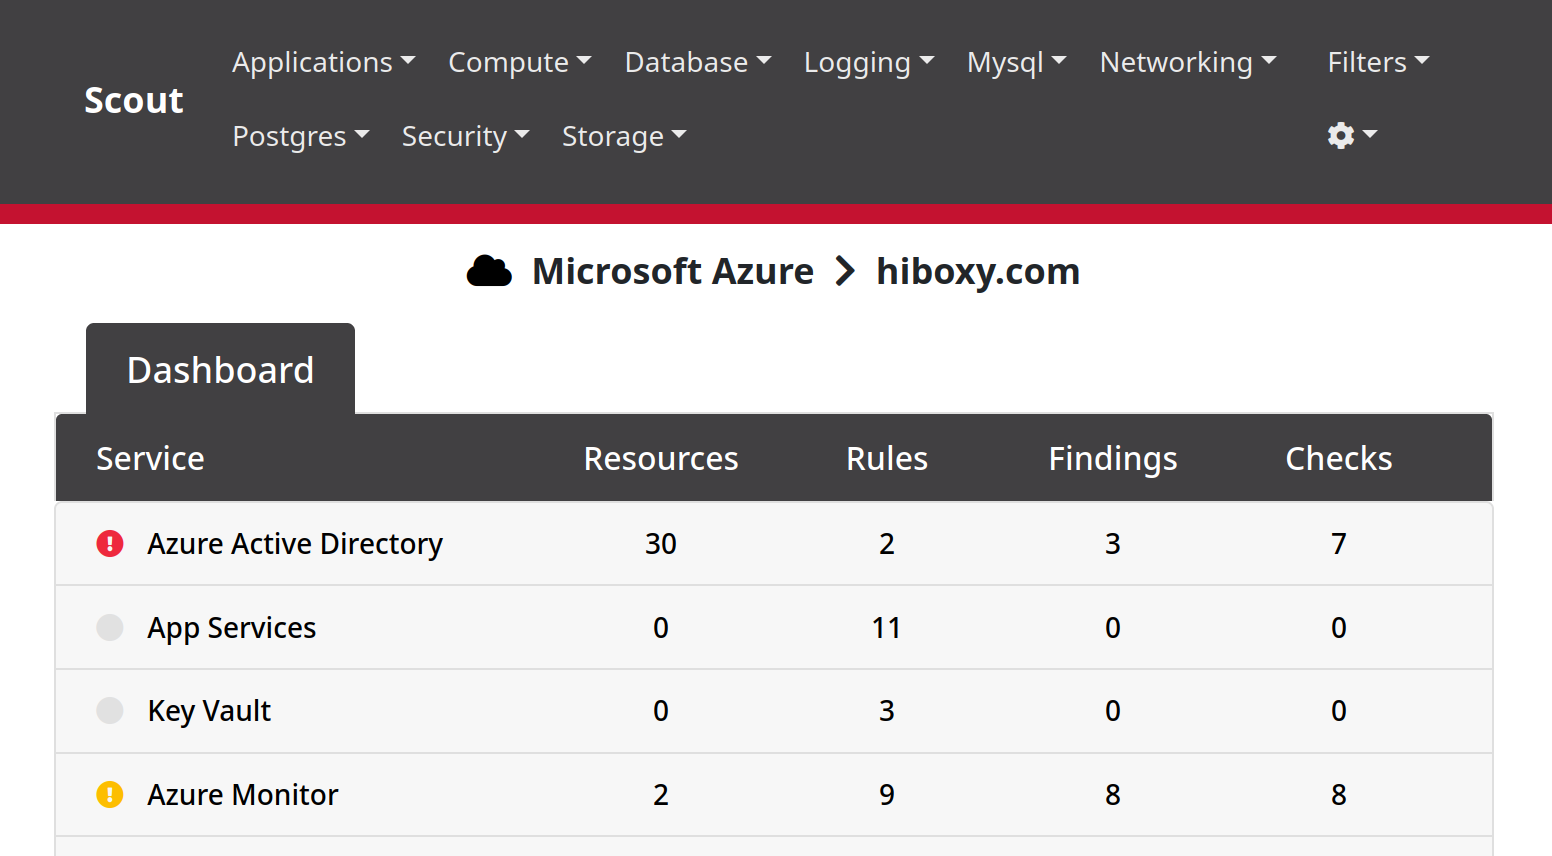 Scout
Applications Compute Database Logging Mysql Networking
Postgres Security Storage
Filters
Microsoft Azure hiboxy.com
Dashboard
Service Resources Rules Findings Checks
Azure Active Directory 30 2 3 7
App Services 0 11 0 0
Key Vault 0 3 0 0
Azure Monitor 2 9 8 8